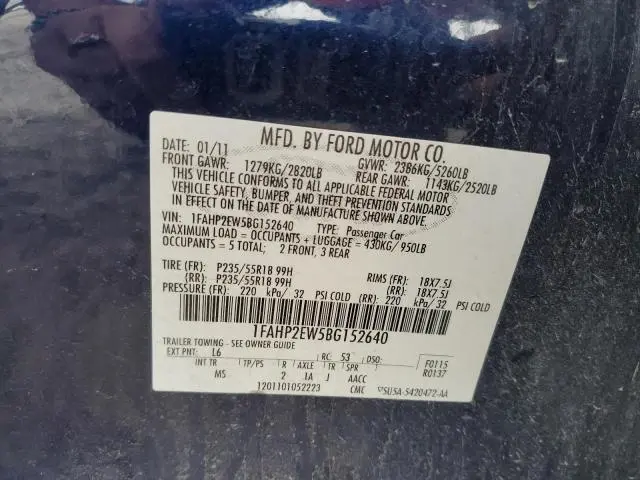 MFD. BY FORD MOTOR CO.
DATE: 01/11 GVWR: 2386KG/5260LB
FRONT GAWR: 1279KG/2820LB REAR GAWR: 1143KG/2520LB
THIS VEHICLE CONFORMS TO ALL APPLICABLE FEDERAL MOTOR
VEHICLE SAFETY, BUMPER, AND THEFT PREVENTION STANDARDS
IN EFFECT ON THE DATE OF MANUFACTURE SHOWN ABOVE.
VIN: 1FAHP2EW5BG152640 TYPE: Passenger Car
MAXIMUM LOAD = OCCUPANTS + LUGGAGE = 430KG/950LB
OCCUPANTS = 5 TOTAL; 2 FRONT, 3 REAR
TIRE (FR): P235/55R18 99H RIMS (FR): 18X7.5J
(RR): P235/55R18 99H (RR): 18X7.5J
PRESSURE (FR): 220 kPa/ 32 PSI COLD (RR): 220 kPa/ 32 PSI COLD
1FAHP2EW5BG152640
TRAILER TOWING - SEE OWNER GUIDE
EXT PNT: L6 RC: 53 DSO: F0115
INT TR TP/PS R AXLE TR SPR R0137
MS 2 1A J AACC
1201101052223 CMC 5U5A-5420472-AA